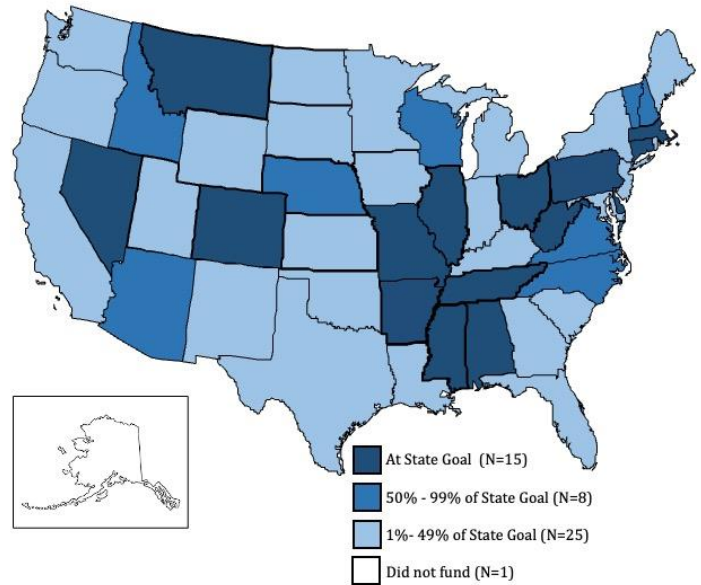 At State Goal (N=15)
50% - 99% of State Goal (N=8)
1%- 49% of State Goal (N=25)
Did not fund (N=1)